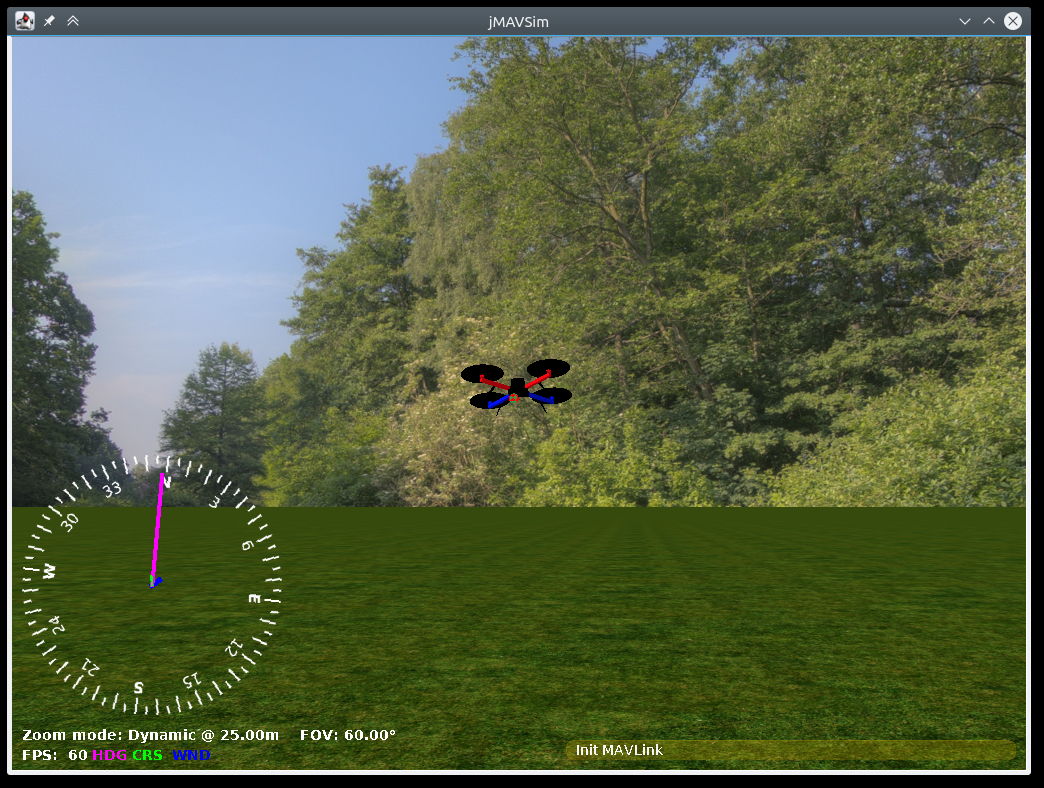 jMAVSim
N
3
6
E
12
15
S
21
24
W
30
33
Zoom mode: Dynamic @ 25.00m FOV: 60.00°
FPS: 60 HDG CRS WND
Init MAVLink